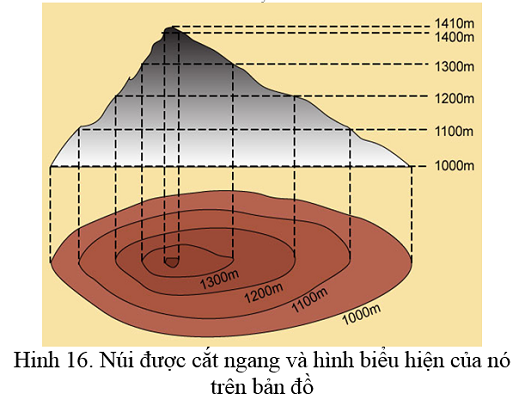 1410m
1400m
1300m
1200m
1100m
1000m
1300m
1200m
1100m
1000m
Hinh 16. Núi được cắt ngang và hình biểu hiện của nó
trên bản đồ